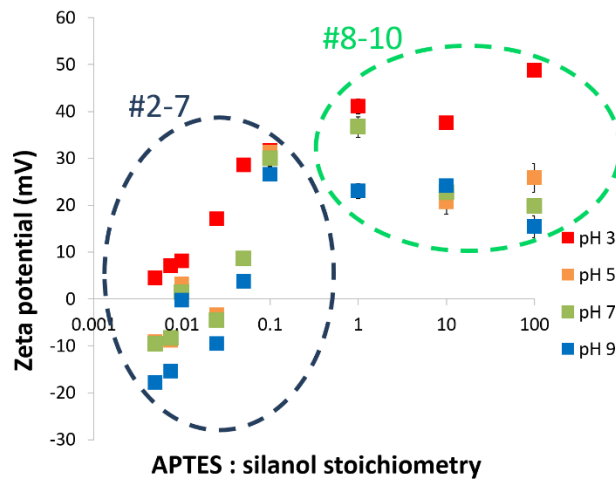 60
#8-10
50
#2-7
40
30
20
10
0
0.001 0.01 0.1 1 10 100
-10
-20
-30
Zeta potential (mV)
pH 3
pH 5
pH 7
pH 9
APTES : silanol stoichiometry